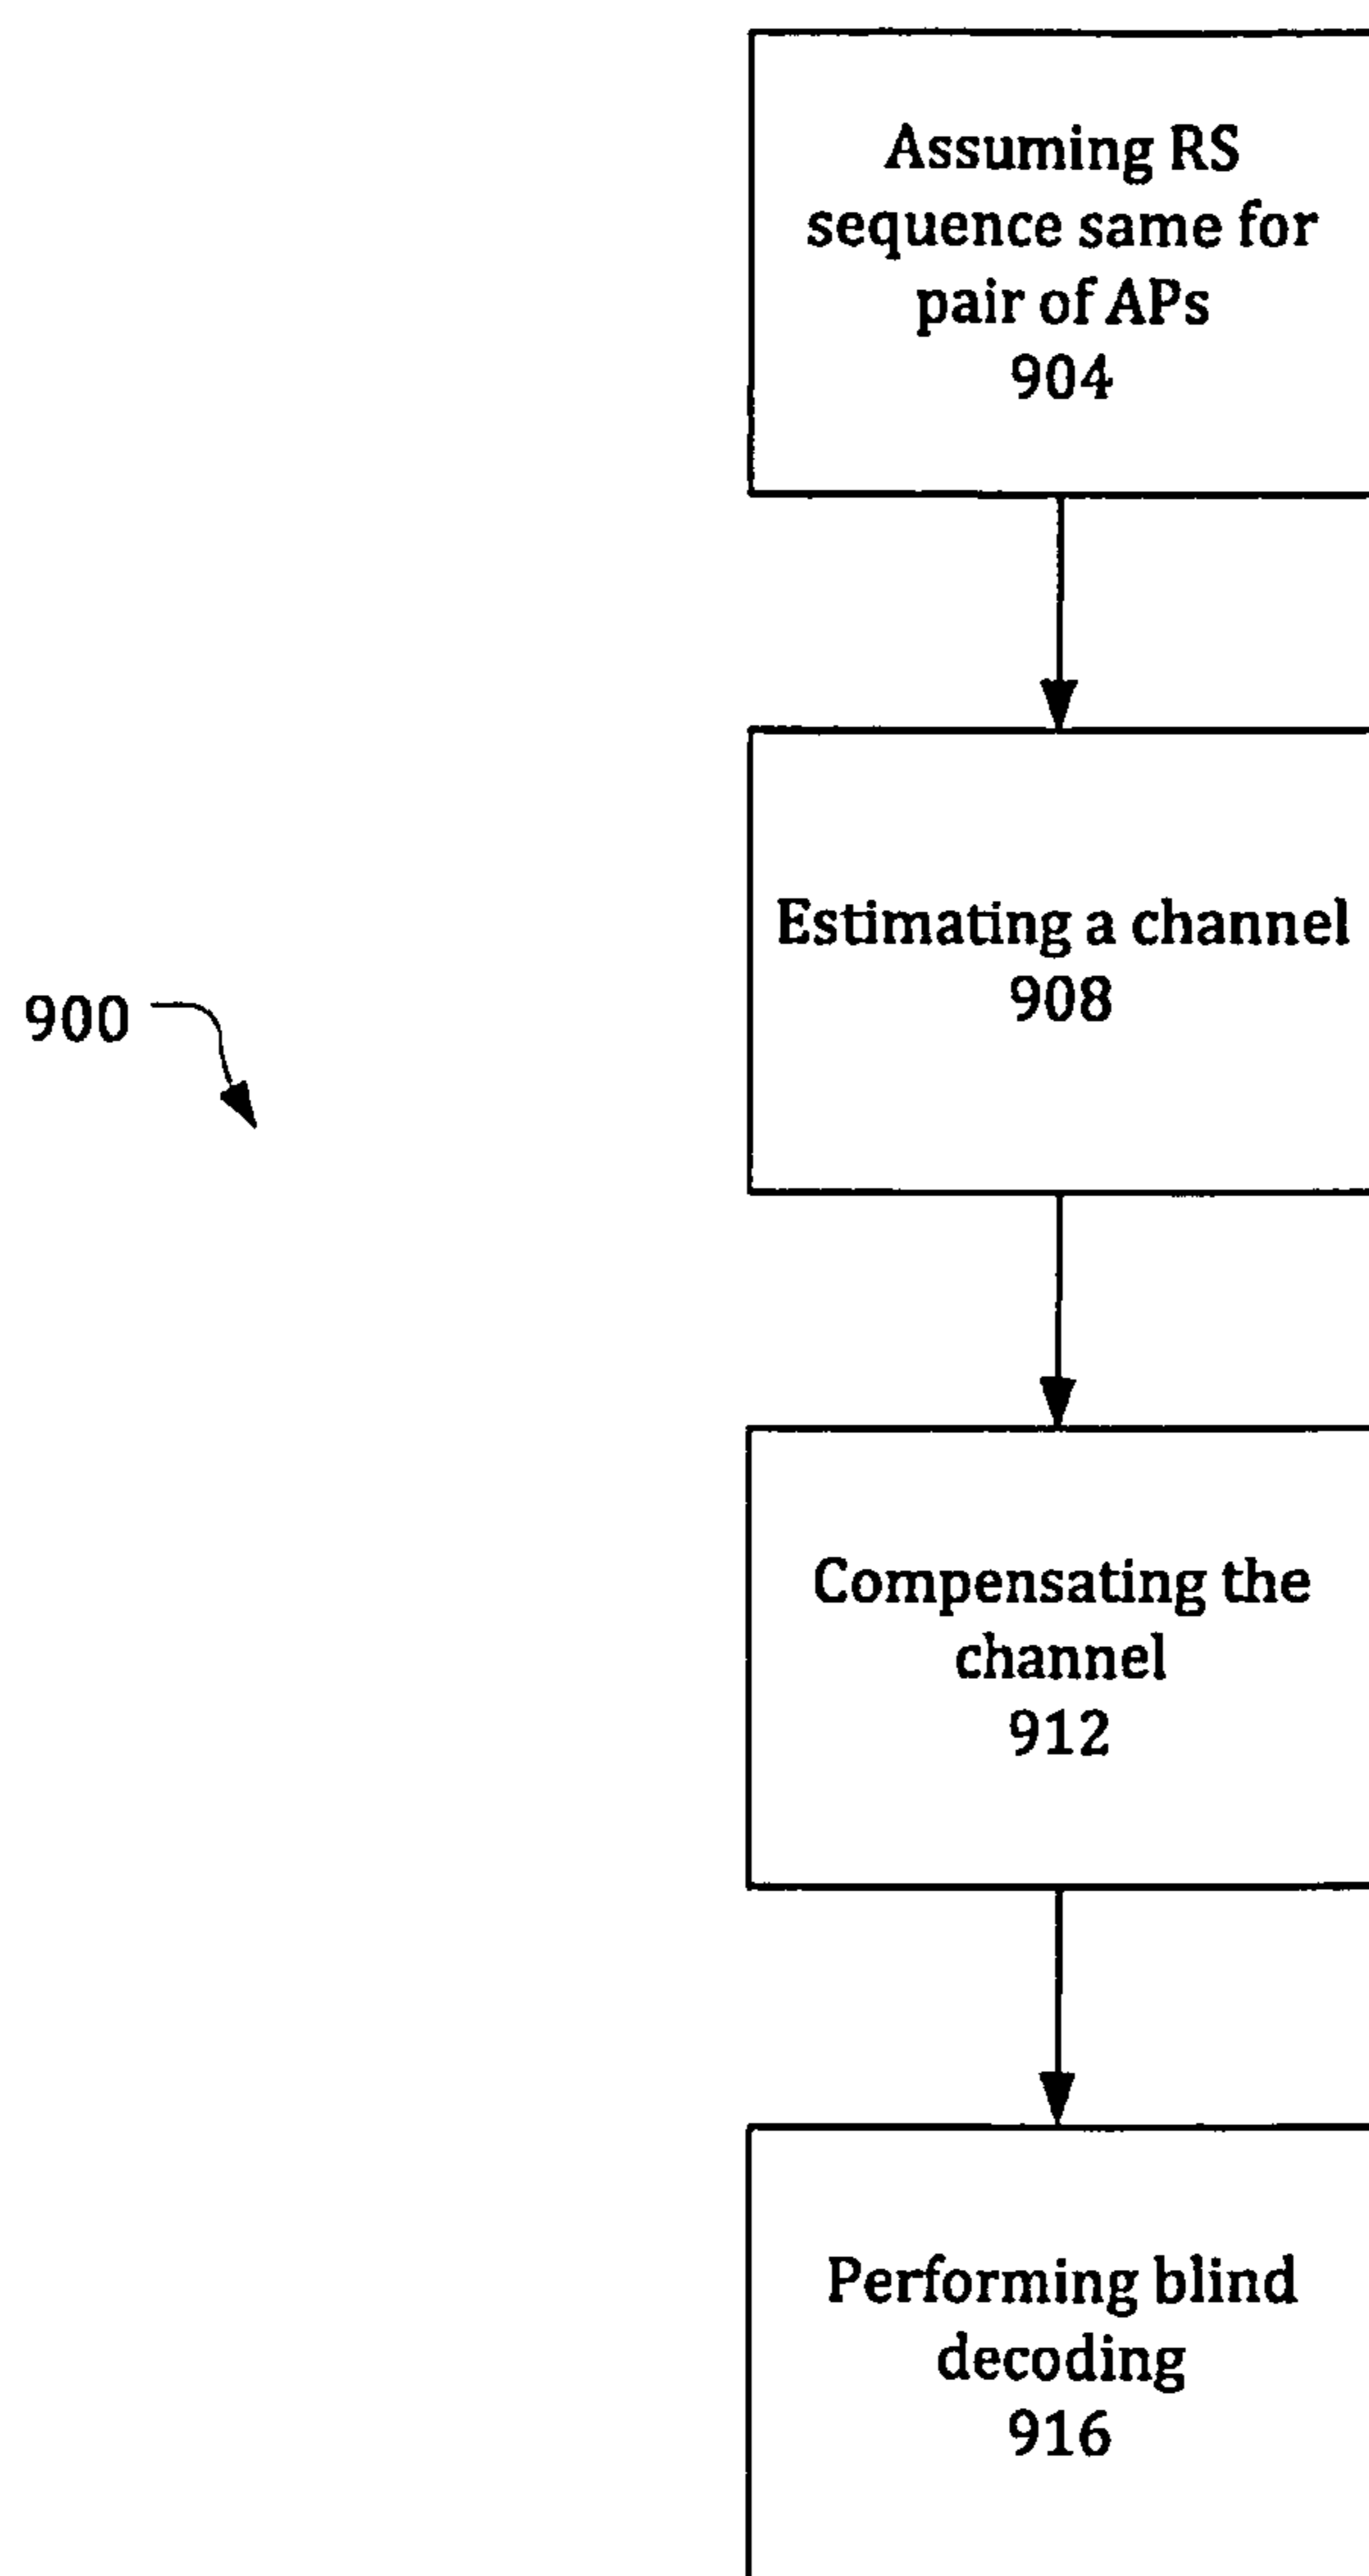 Assuming RS
sequence same for
pair of APs
904
Estimating a channel
908
900
Compensating the
channel
912
Performing blind
decoding
916